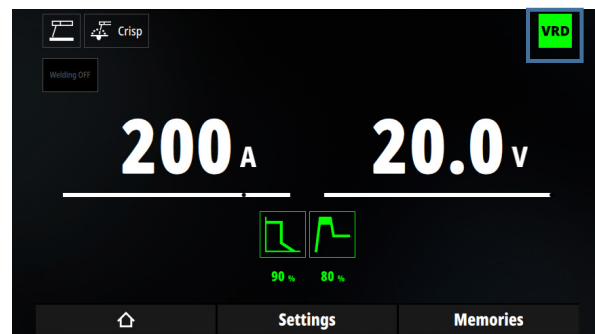 Crisp
VRD
Welding OFF
200 A
20.0 V
90 % 80 %
Settings Memories